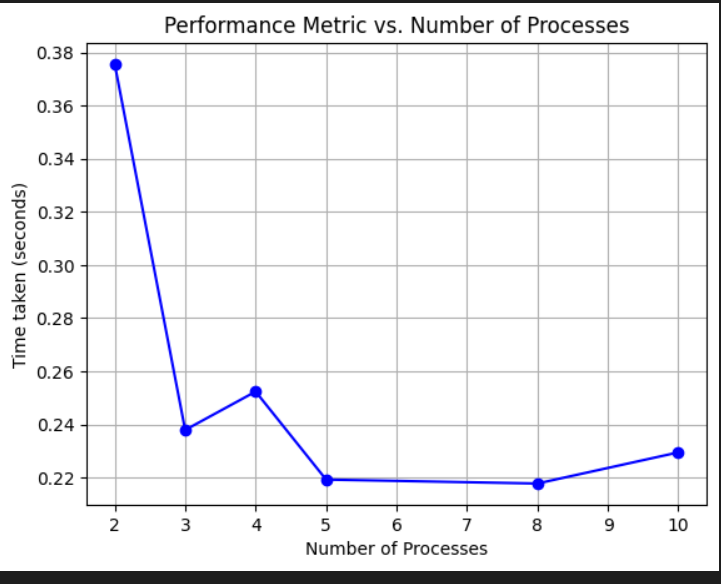 Performance Metric vs. Number of Processes
0.38
0.36
0.34
0.32
0.30
0.28
0.26
0.24
0.22
Time taken (seconds)
2 3 4 5 6 7 8 9 10
Number of Processes